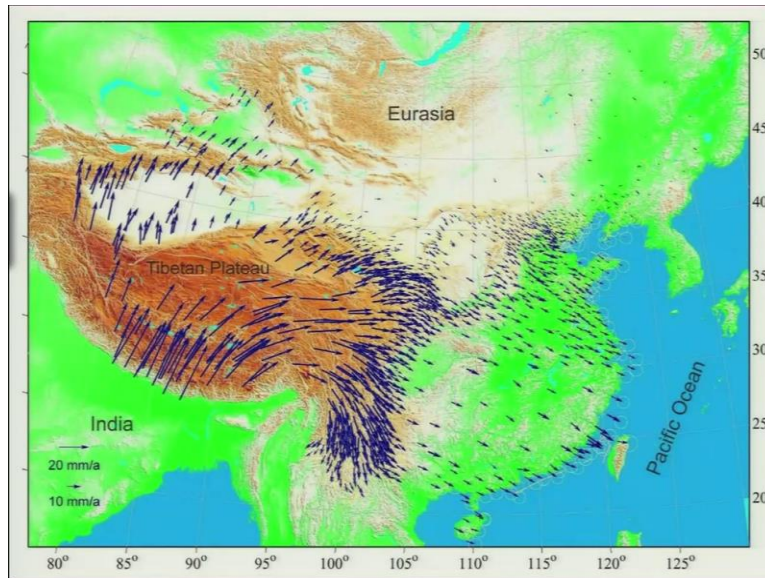 Eurasia
Tibetan Plateau
India
20 mm/a
10 mm/a
Pacific Ocean
50
45
40
35
30
25
20
80° 85° 90° 95° 100° 105° 110° 115° 120° 125°